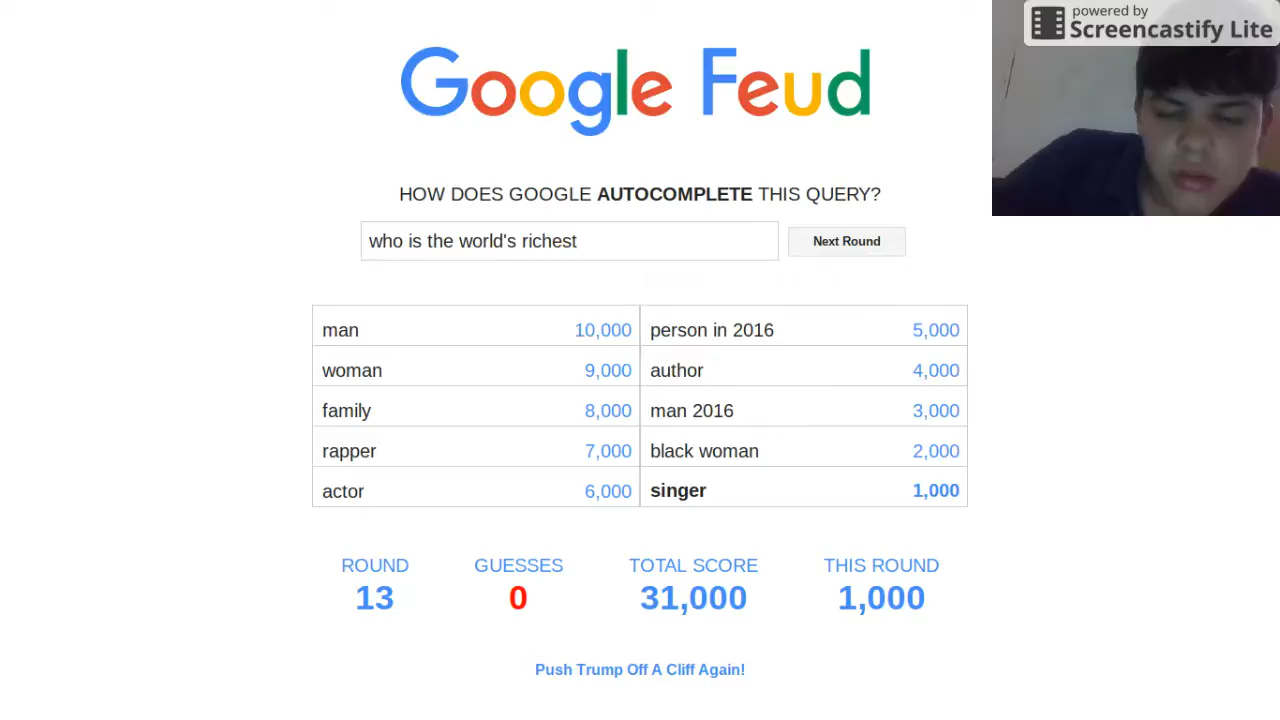 powered by
Screencastify Lite
Google Feud
HOW DOES GOOGLE AUTOCOMPLETE THIS QUERY?
who is the world's richest
Next Round
man 10,000 person in 2016 5,000
woman 9,000 author 4,000
family 8,000 man 2016 3,000
rapper 7,000 black woman 2,000
actor 6,000 singer 1,000
ROUND GUESSES TOTAL SCORE THIS ROUND
13 0 31,000 1,000
Push Trump Off A Cliff Again!